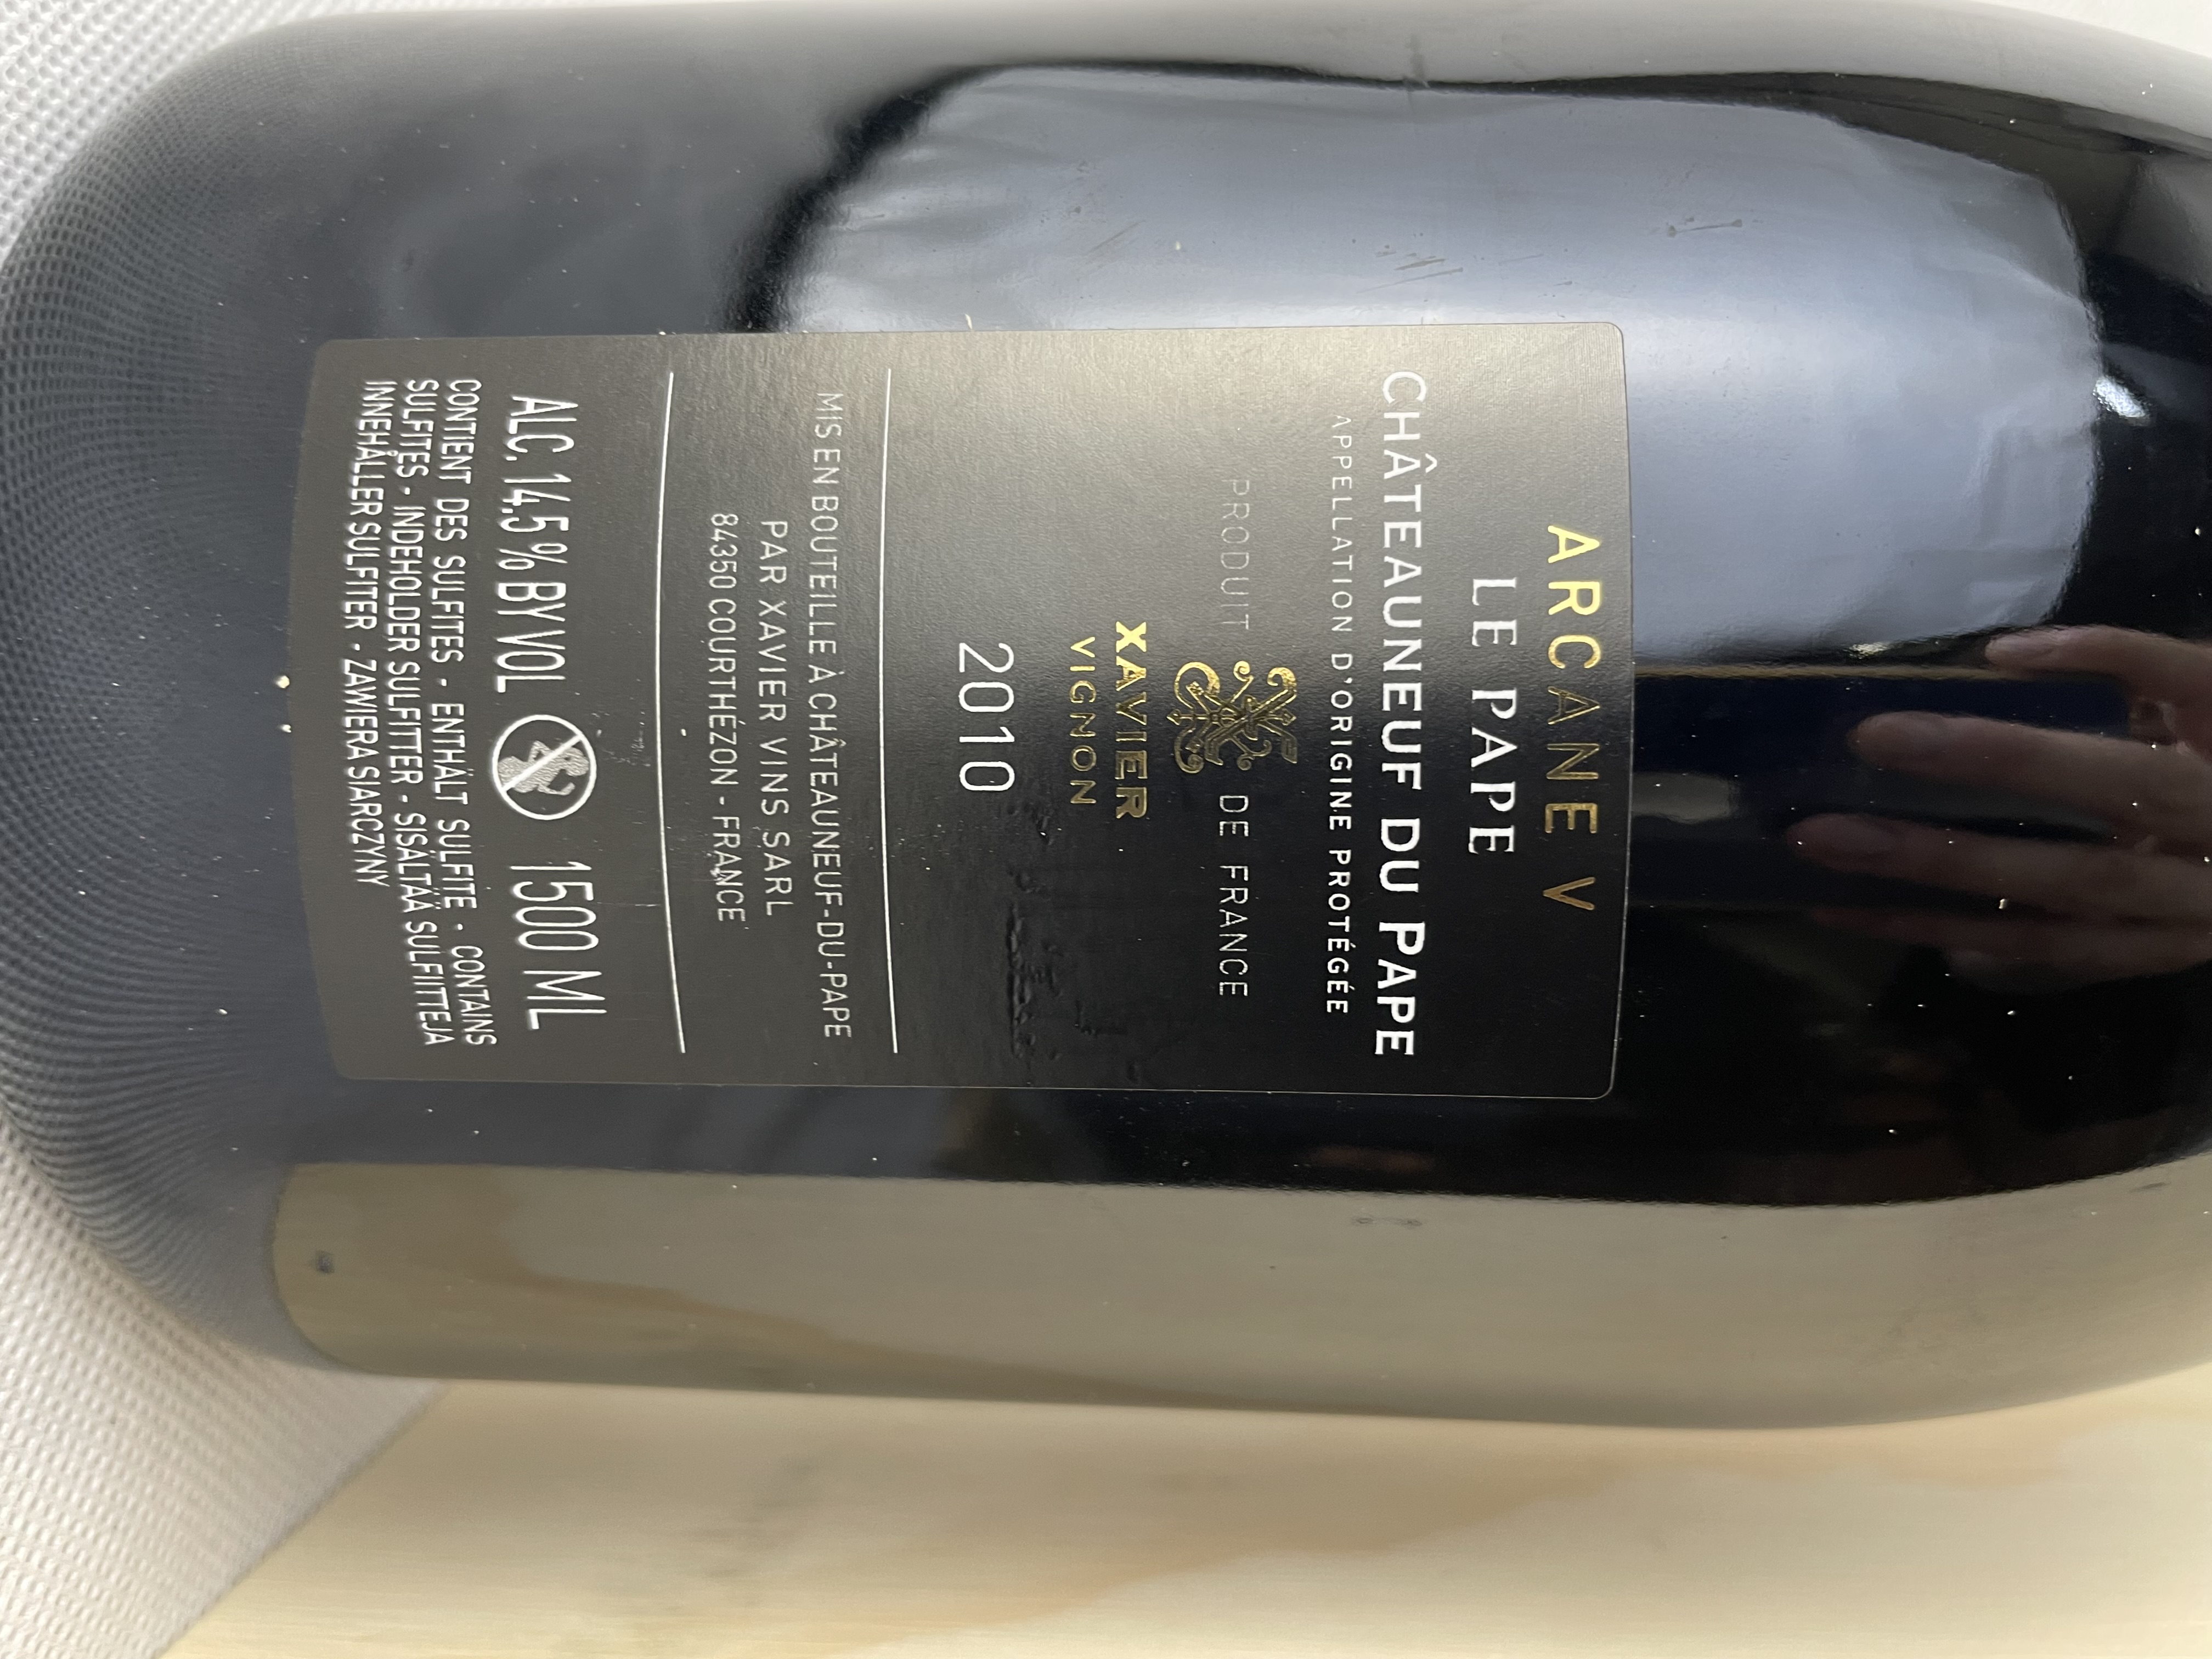 ARCANE V
LE PAPE
CHÂTEAUNEUF DU PAPE
APPELLATION D'ORIGINE PROTÉGÉE
PRODUIT DE FRANCE
XAVIER
VIGNON
2010
MIS EN BOUTEILLE À CHÂTEAUNEUF-DU-PAPE
PAR XAVIER VINS SARL
84350 COURTHÉZON - FRANCE
ALC. 14,5 % BY VOL 1500 ML
CONTIENT DES SULFITES - ENTHÄLT SULFITE - CONTAINS
SULFITES - INDEHOLDER SULFITTER - SISÄLTÄÄ SULFIITTEJA
INNEHÅLLER SULFITER - ZAWIERA SIARCZYNY